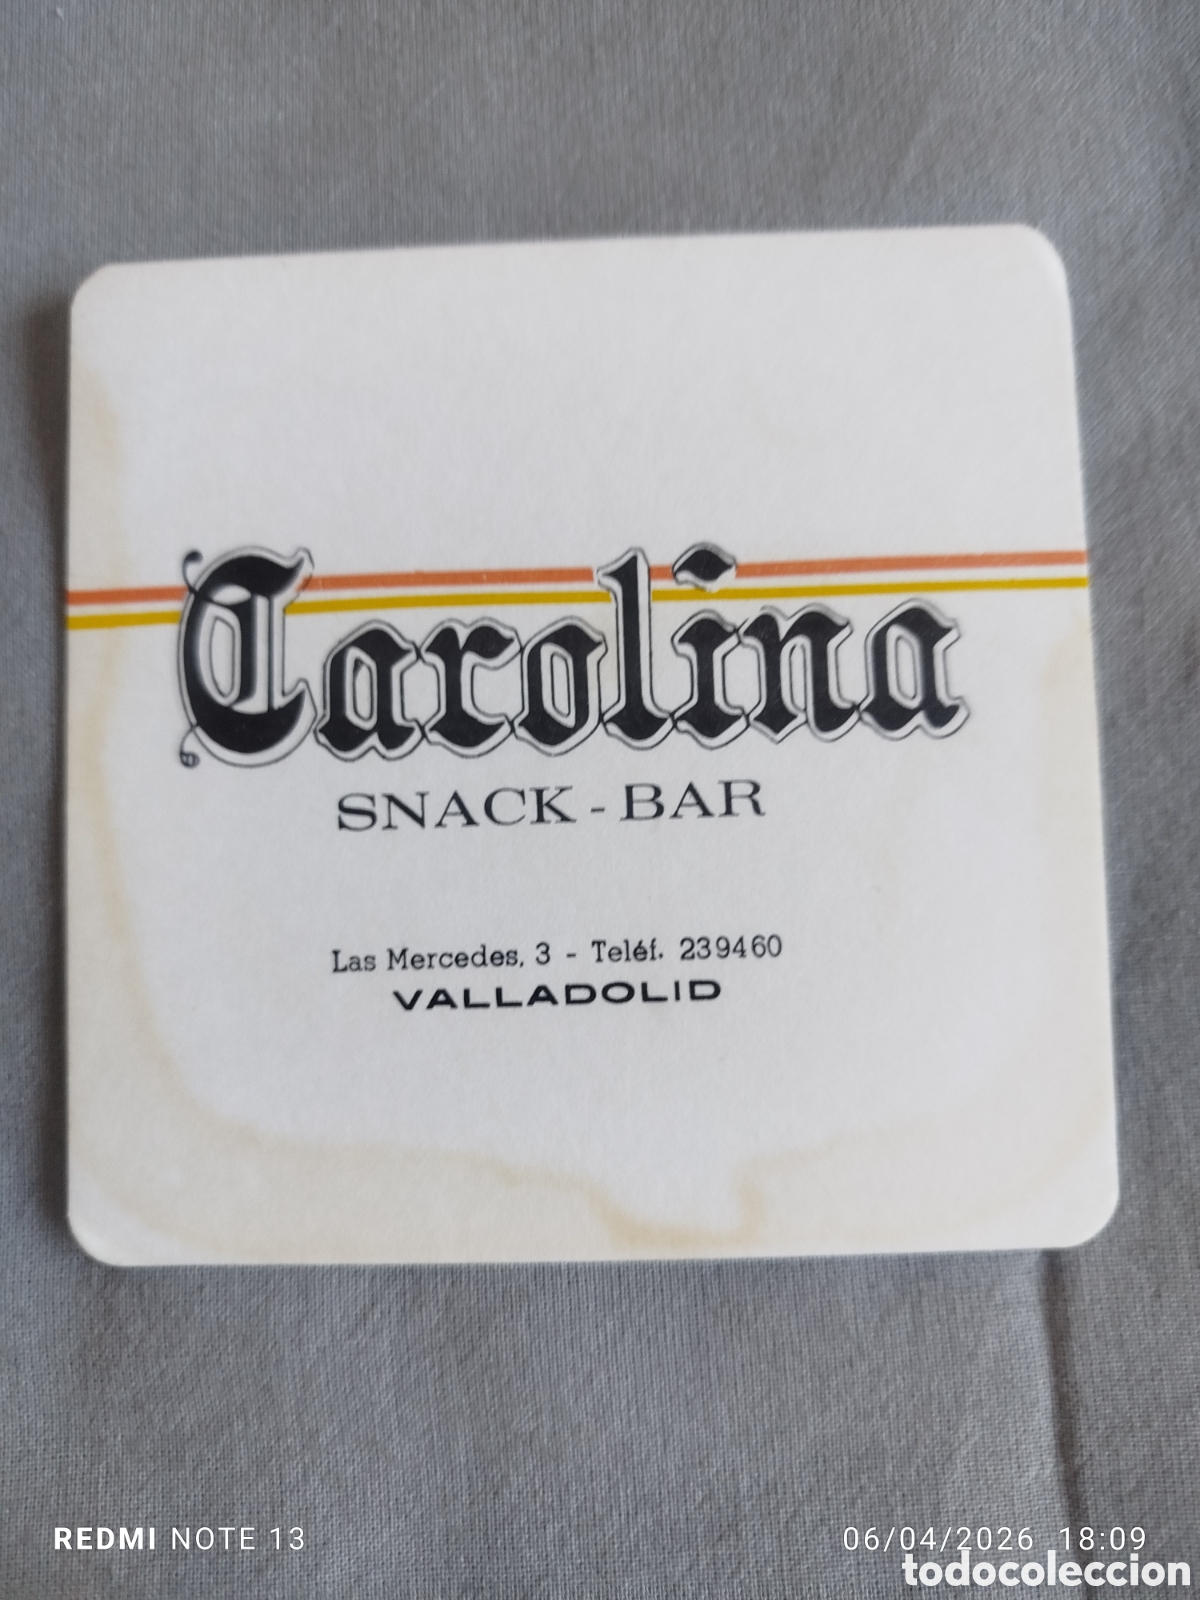 Carolina
SNACK - BAR
Las Mercedes, 3 - Teléf. 239460
VALLADOLID
REDMI NOTE 13
06/04/2026 18:09
todocoleccion